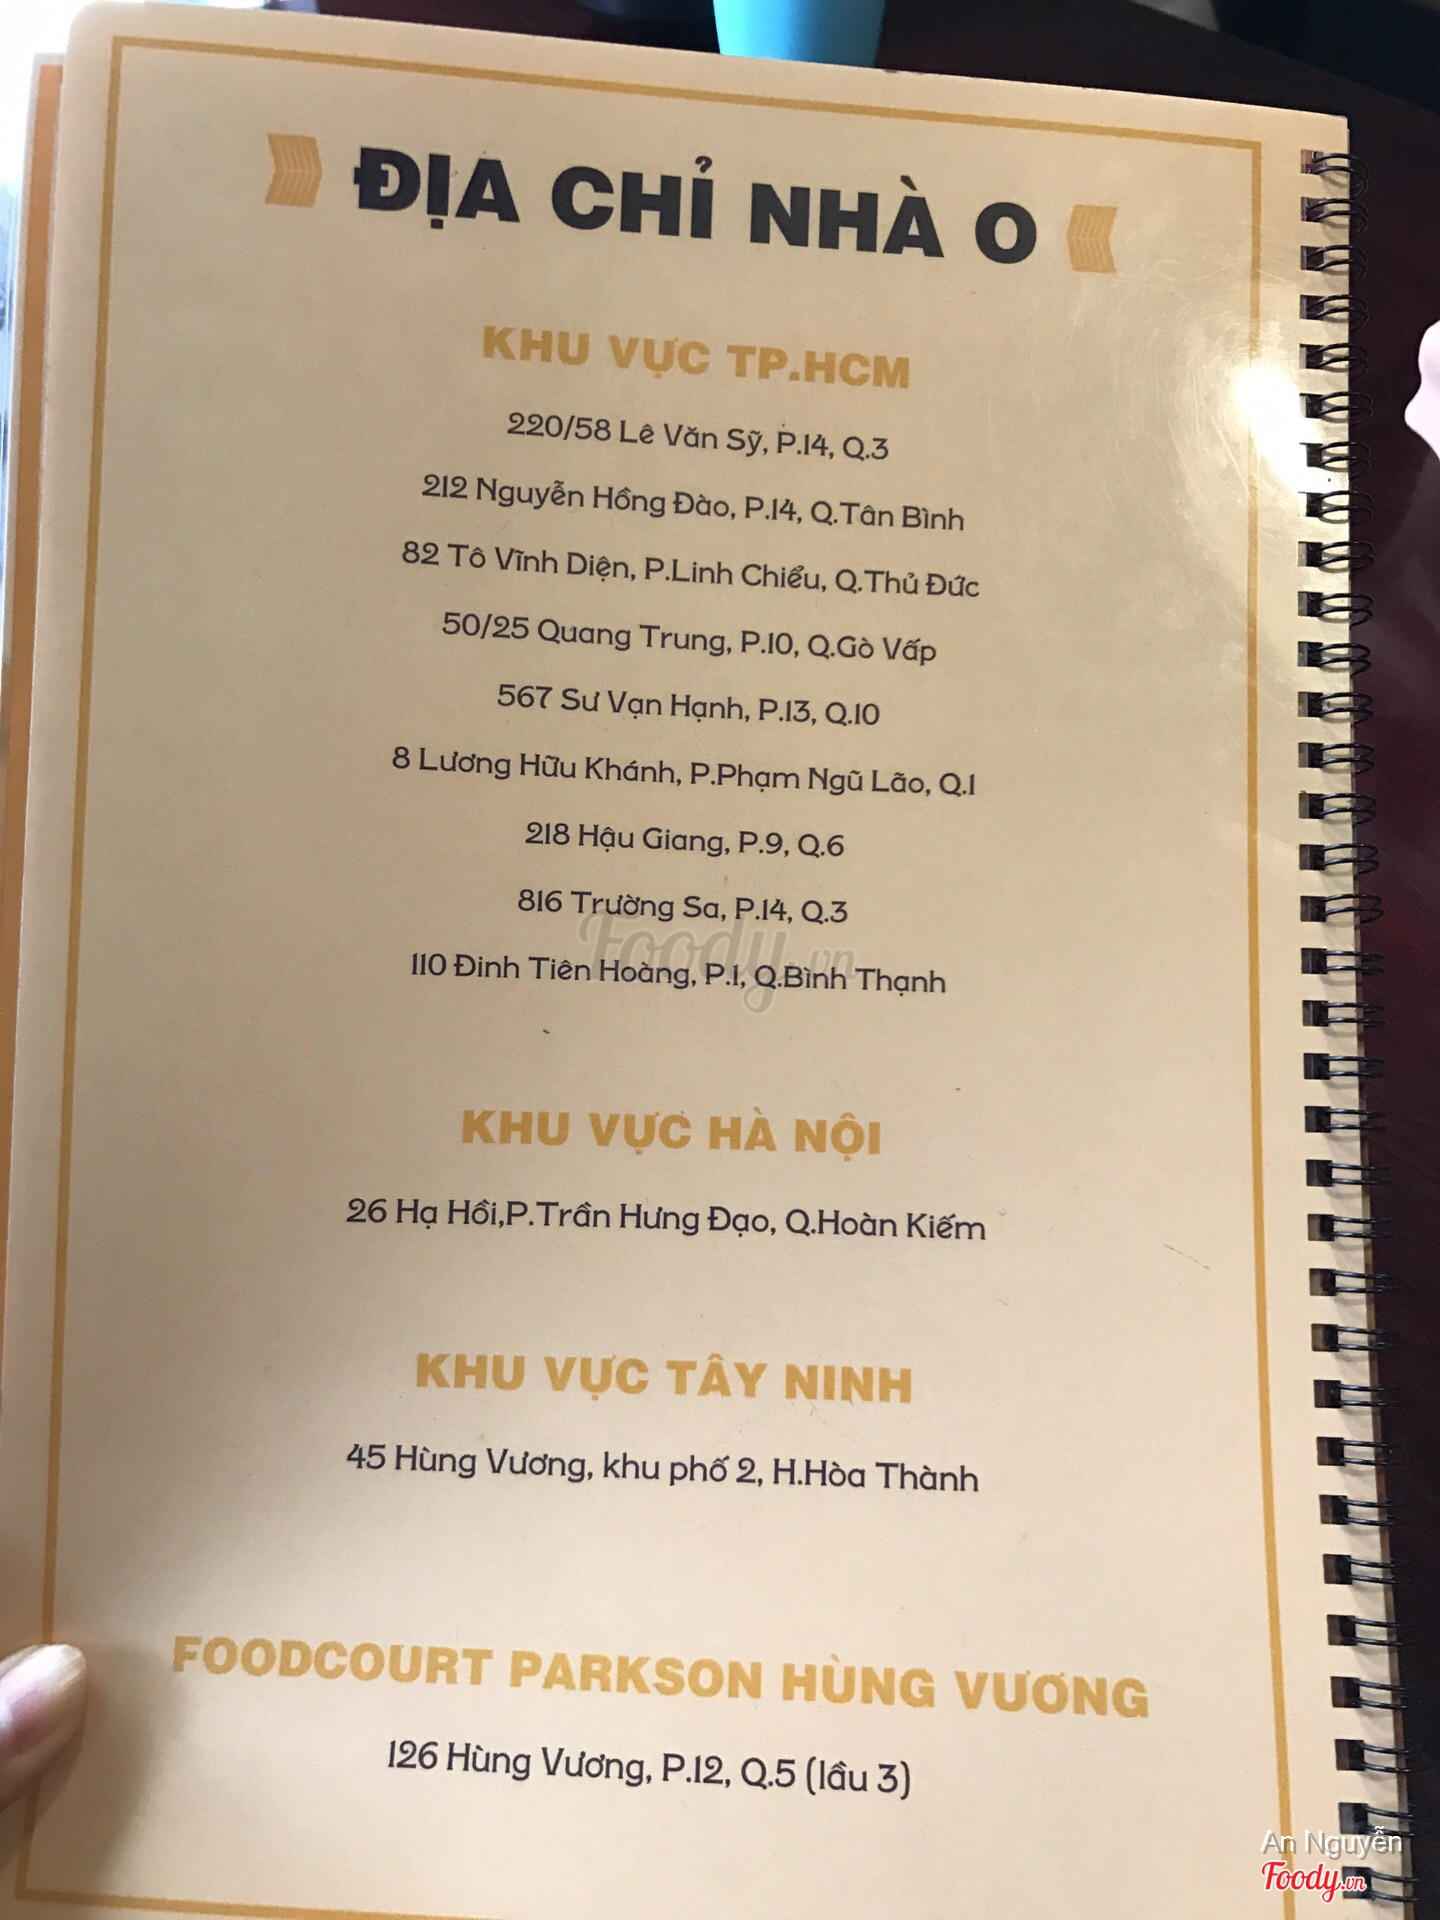 ĐỊA CHỈ NHÀ O
KHU VỰC TP.HCM
220/58 Lê Văn Sỹ, P.14, Q.3
212 Nguyễn Hồng Đào, P.14, Q.Tân Bình
82 Tô Vĩnh Diện, P.Linh Chiểu, Q.Thủ Đức
50/25 Quang Trung, P.10, Q.Gò Vấp
567 Sư Vạn Hạnh, P.13, Q.10
8 Lương Hữu Khánh, P.Phạm Ngũ Lão, Q.1
218 Hậu Giang, P.9, Q.6
816 Trường Sa, P.14, Q.3
Foody.vn
110 Đinh Tiên Hoàng, P.1, Q.Bình Thạnh
KHU VỰC HÀ NỘI
26 Hạ Hồi,P.Trần Hưng Đạo, Q.Hoàn Kiếm
KHU VỰC TÂY NINH
45 Hùng Vương, khu phố 2, H.Hòa Thành
FOODCOURT PARKSON HÙNG VƯƠNG
126 Hùng Vương, P.12, Q.5 (lầu 3)
An Nguyễn
Foody.vn